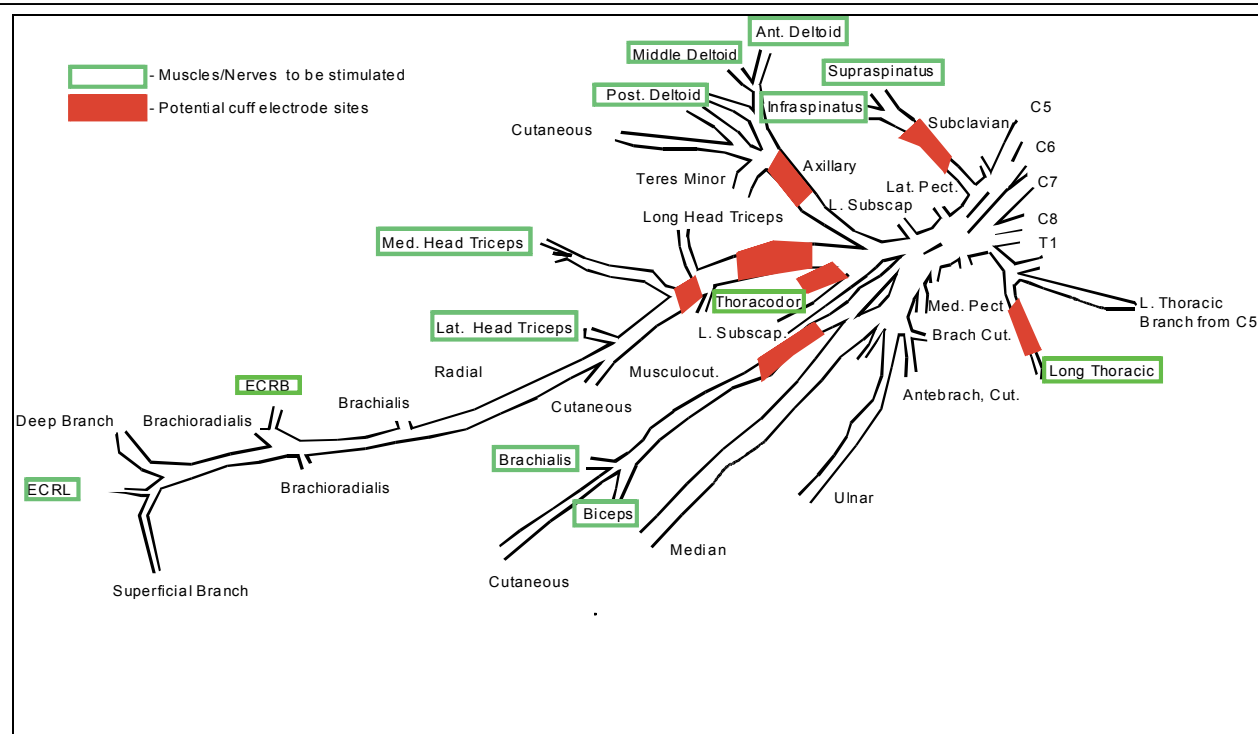 Ant. Deltoid
Middle Deltoid
- Muscles/Nerves to be stimulated
Supraspinatus
Post. Deltoid
- Potential cuff electrode sites
Infraspinatus
C5
Subclavian
Cutaneous
C6
Axillary
Teres Minor
Lat. Pect.
C7
L. Subscap
Long Head Triceps
C8
Med. Head Triceps
T1
Thoracodor
Med. Pect
L. Thoracic
Branch from C5
Lat. Head Triceps
L. Subscap.
Brach Cut.
Radial
Musculocut.
Long Thoracic
ECRB
Antebrach, Cut.
Brachialis
Cutaneous
Deep Branch
Brachioradialis
Brachialis
ECRL
Brachioradialis
Ulnar
Biceps
Median
Cutaneous
Superficial Branch